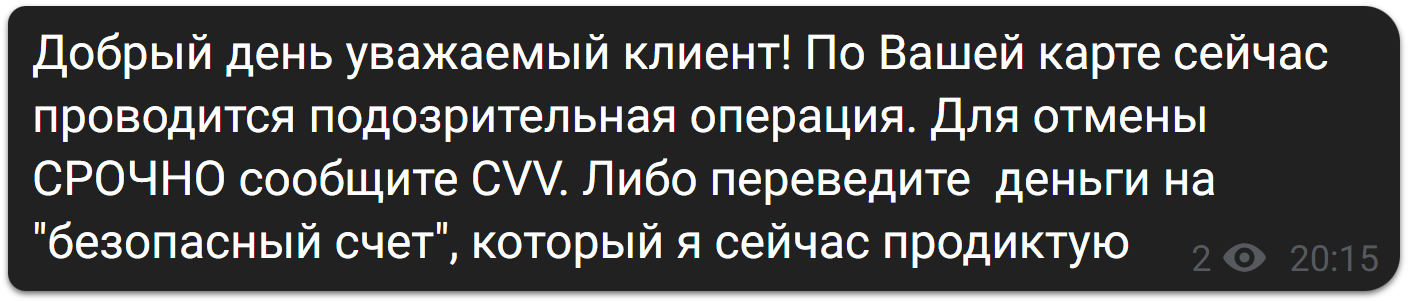 Добрый день уважаемый клиент! По Вашей карте сейчас
проводится подозрительная операция. Для отмены
СРОЧНО сообщите CVV. Либо переведите  деньги на
"безопасный счет", который я сейчас продиктую
2 20:15